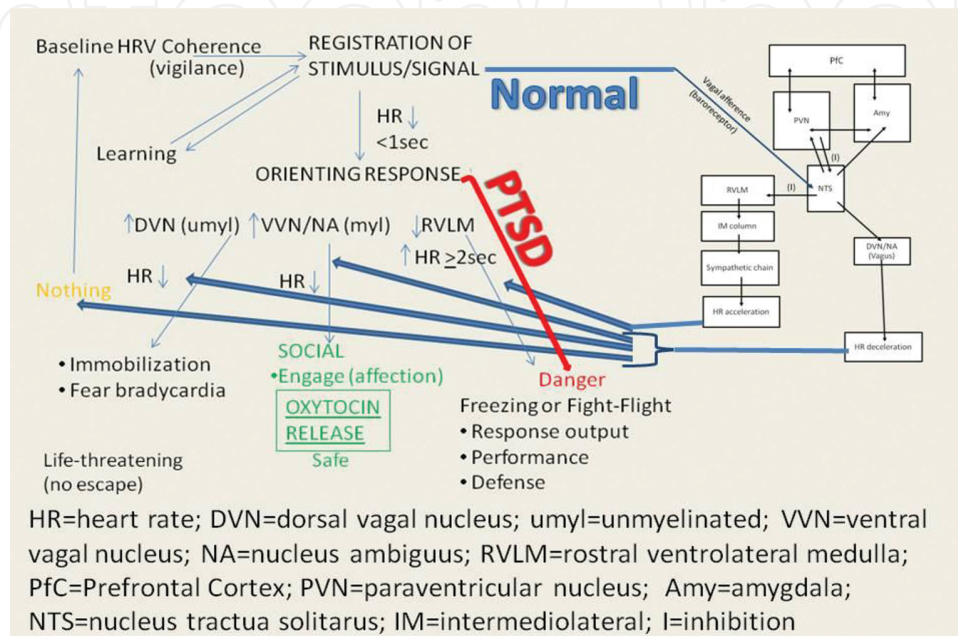 Baseline HRV Coherence
(vigilance)
REGISTRATION OF
STIMULUS/SIGNAL
Normal
Vagal afference
(baroreceptor)
PfC
PVN
Amy
(I)
NTS
(I)
RVLM
IM column
Sympathetic chain
HR acceleration
DVN/NA
(Vagus)
HR deceleration
Learning
HR ↓
<1sec
ORIENTING RESPONSE
PTSD
↑DVN (umyl)
↑VVN/NA (myl)
↓RVLM
↑ HR ≥2sec
HR ↓
HR ↓
Nothing
• Immobilization
• Fear bradycardia
SOCIAL
•Engage (affection)
OXYTOCIN
RELEASE
Safe
Danger
Freezing or Fight-Flight
• Response output
• Performance
• Defense
Life-threatening
(no escape)
HR=heart rate; DVN=dorsal vagal nucleus; umyl=unmyelinated; VVN=ventral
vagal nucleus; NA=nucleus ambiguus; RVLM=rostral ventrolateral medulla;
PfC=Prefrontal Cortex; PVN=paraventricular nucleus; Amy=amygdala;
NTS=nucleus tractua solitarus; IM=intermediolateral; I=inhibition